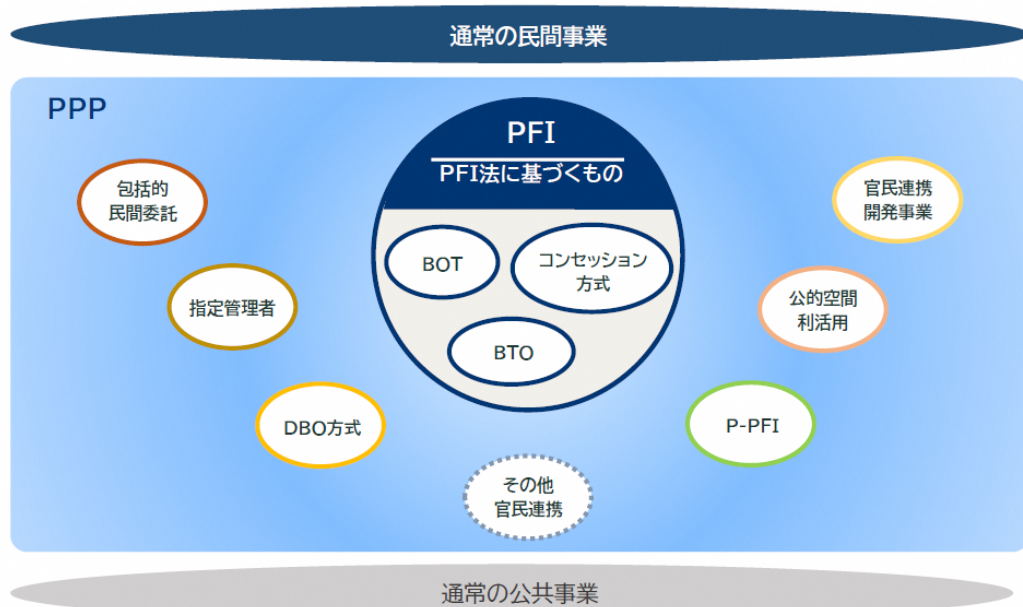 通常の民間事業
PPP
PFI
PFI法に基づくもの
包括的
民間委託
官民連携
開発事業
BOT
コンセッション
方式
指定管理者
公的空間
利活用
BTO
DBO方式
P-PFI
その他
官民連携
通常の公共事業